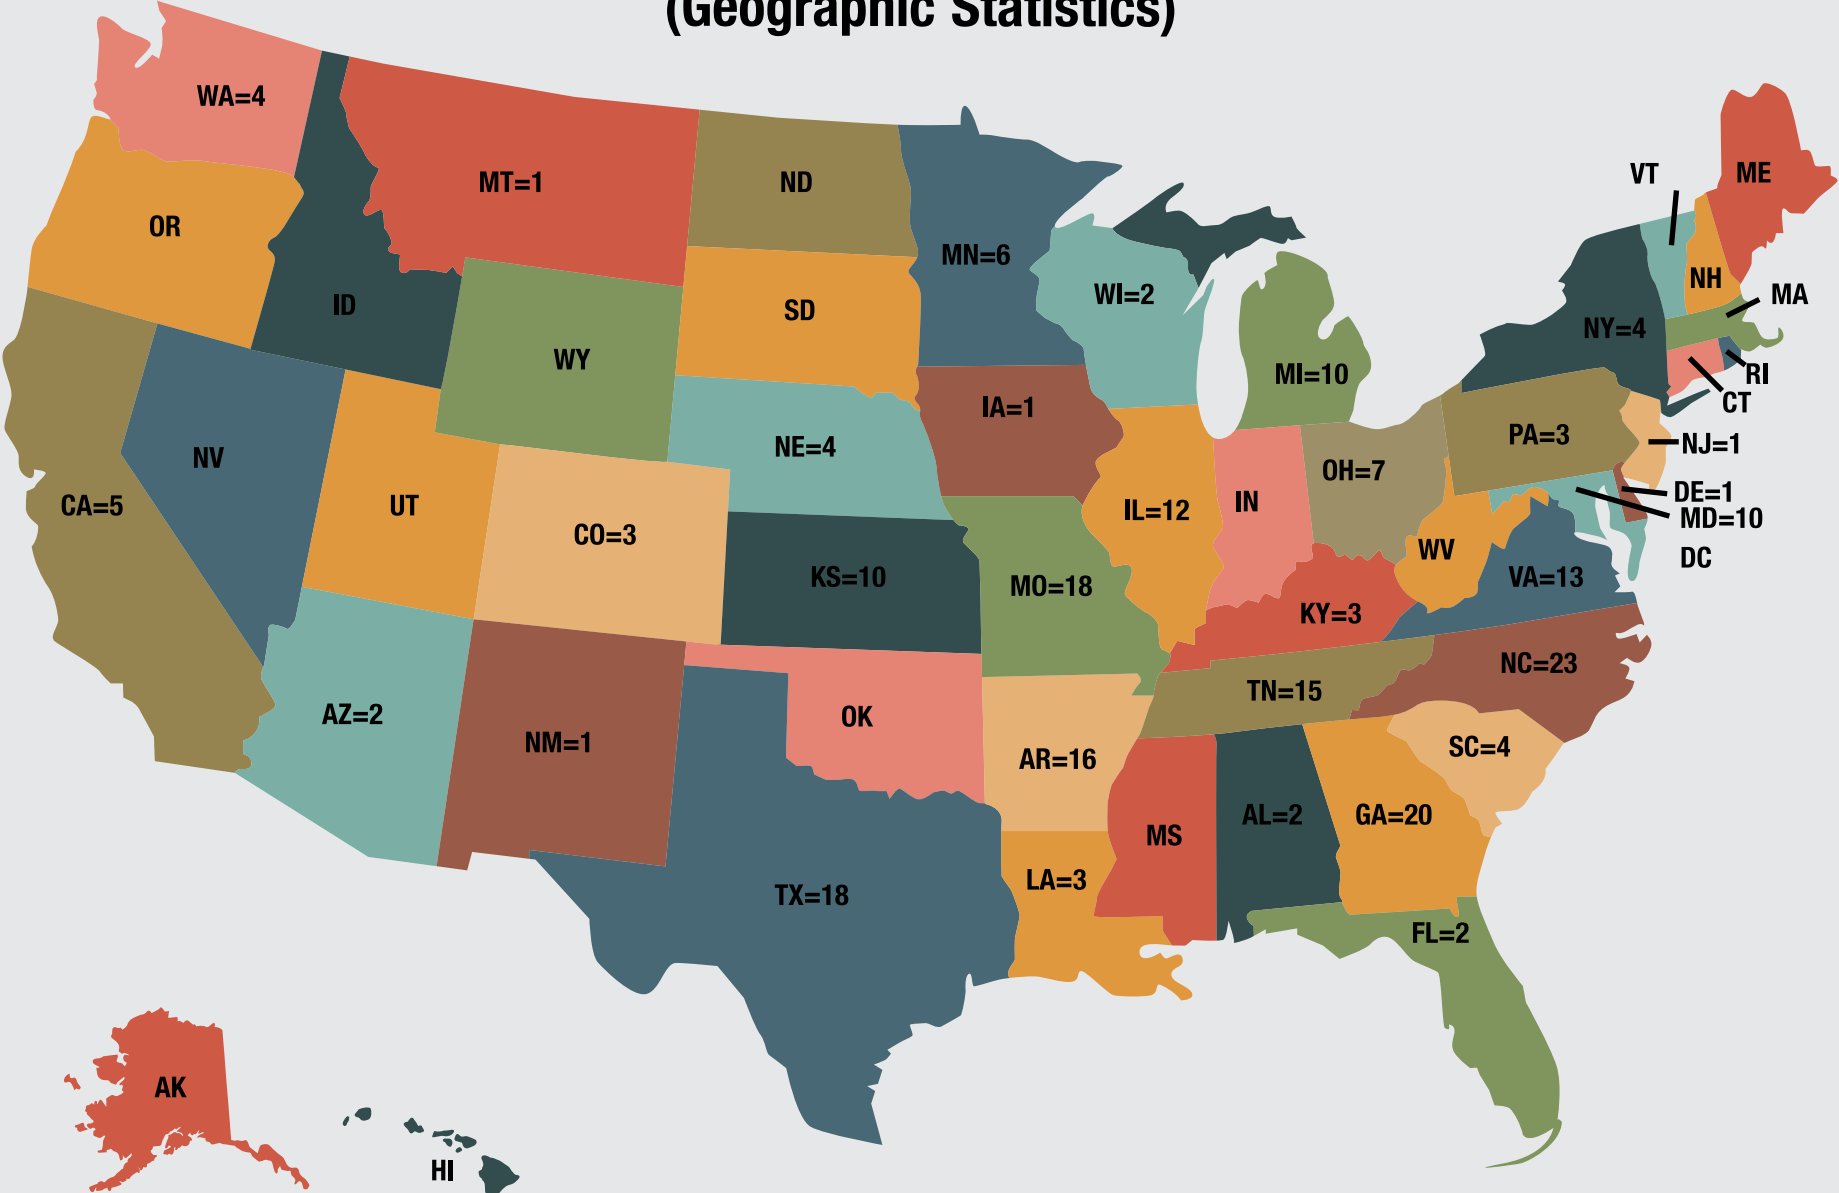 (Geographic Statistics)
WA=4
MT=1
ND
MN=6
VT
ME
OR
ID
SD
WI=2
NH
MA
NY=4
WY
MI=10
RI
CT
NE=4
IA=1
PA=3
NJ=1
NV
OH=7
CA=5
UT
CO=3
IL=12
IN
DE=1
MD=10
WV
DC
KS=10
MO=18
VA=13
KY=3
NC=23
TN=15
AZ=2
NM=1
OK
AR=16
SC=4
MS
AL=2
GA=20
TX=18
LA=3
FL=2
AK
HI